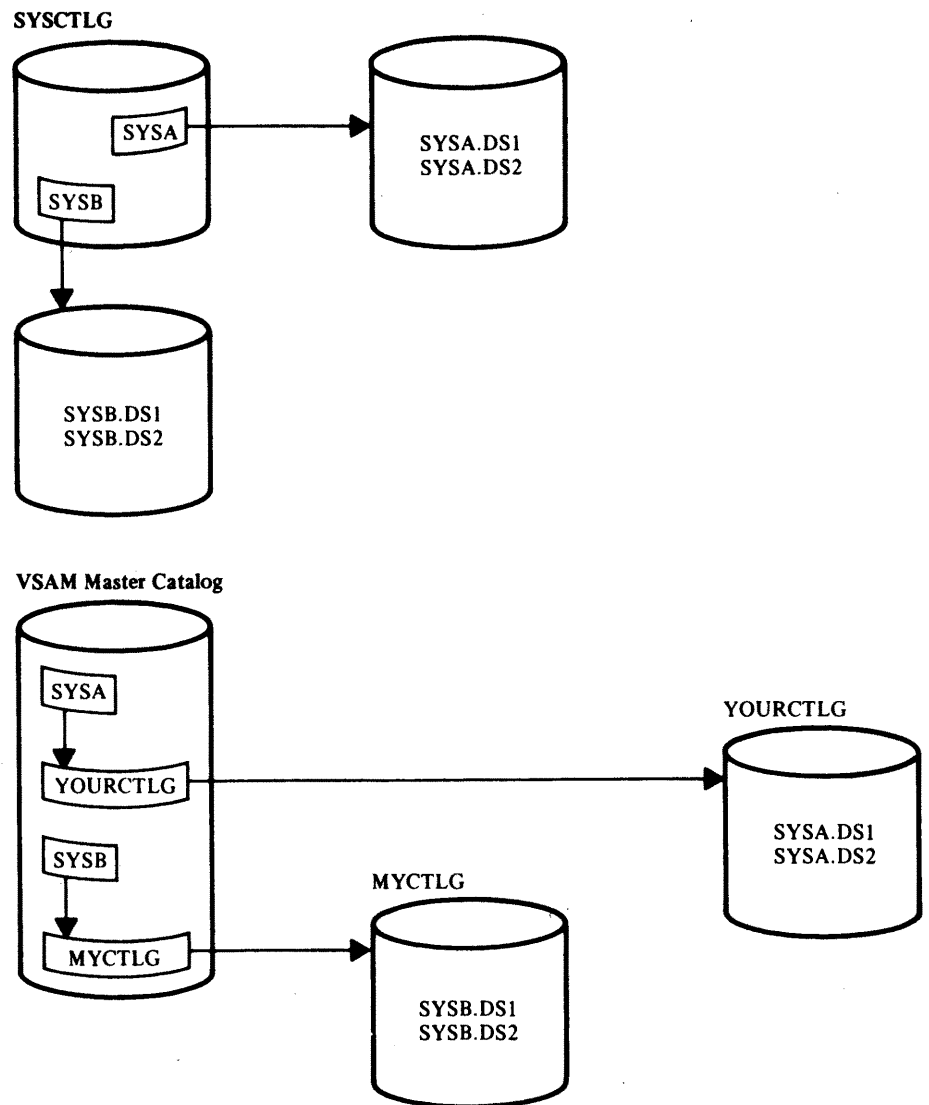 SYSCTLG
SYSA
SYSA.DS1
SYSA.DS2
SYSB
SYSB.DS1
SYSB.DS2
VSAM Master Catalog
SYSA
YOURCTLG
YOURCTLG
SYSA.DS1
SYSA.DS2
SYSB
MYCTLG
MYCTLG
SYSB.DS1
SYSB.DS2